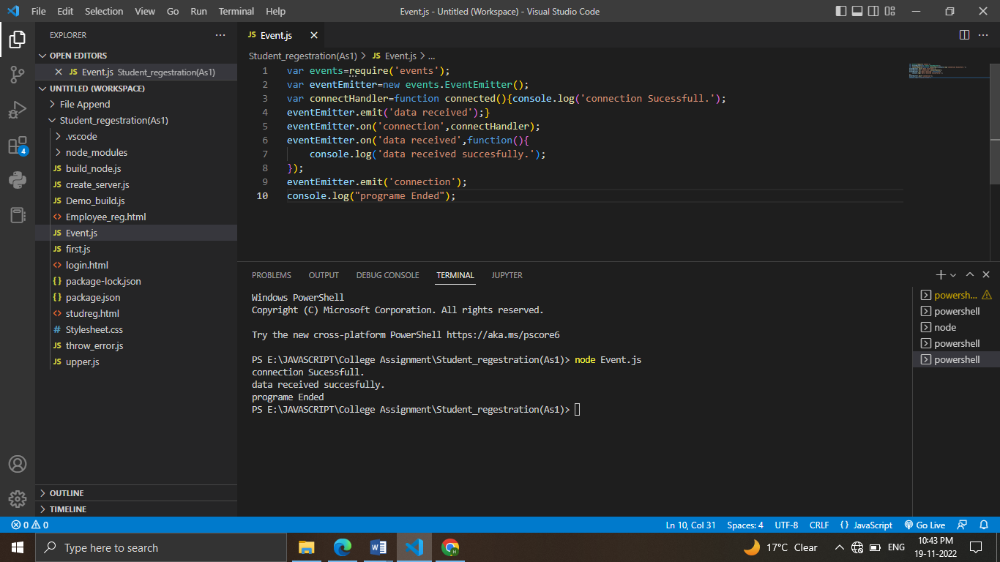 File Edit Selection View Go Run Terminal Help Event.js - Untitled (Workspace) - Visual Studio Code
EXPLORER
OPEN EDITORS
JS Event.js Student_regestration(As1)
UNTITLED (WORKSPACE)
File Append
Student_regestration(As1)
.vscode
node_modules
JS build_node.js
JS create_server.js
JS Demo_build.js
<> Employee_reg.html
JS Event.js
JS first.js
<> login.html
{} package-lock.json
{} package.json
<> studreg.html
# Stylesheet.css
JS throw_error.js
JS upper.js
OUTLINE
TIMELINE
4
JS Event.js
Student_regestration(As1) > JS Event.js > ...
1 var events=require('events');
2 var eventEmitter=new events.EventEmitter();
3 var connectHandler=function connected(){console.log('connection Sucessfull.');
4 eventEmitter.emit('data received');}
5 eventEmitter.on('connection',connectHandler);
6 eventEmitter.on('data received',function(){
7 console.log('data received succesfully.');
8 });
9 eventEmitter.emit('connection');
10 console.log("programe Ended");
PROBLEMS OUTPUT DEBUG CONSOLE TERMINAL JUPYTER
Windows PowerShell
Copyright (C) Microsoft Corporation. All rights reserved.
Try the new cross-platform PowerShell https://aka.ms/pscore6
PS E:\JAVASCRIPT\College Assignment\Student_regestration(As1)> node Event.js
connection Sucessfull.
data received succesfully.
programe Ended
PS E:\JAVASCRIPT\College Assignment\Student_regestration(As1)>
powersh...
powershell
node
powershell
powershell
0 0 Ln 10, Col 31 Spaces: 4 UTF-8 CRLF {} JavaScript Go Live
Type here to search
17°C Clear ENG
10:43 PM
19-11-2022